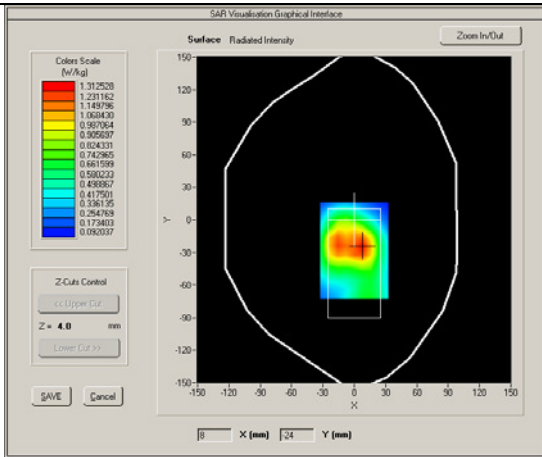 SAR Visualisation Graphical Interface
Surface Radiated Intensity
Zoom In/Out
Colors Scale
(W/kg)
1.312528
1.231162
1.149796
1.068430
0.987064
0.905697
0.824331
0.742965
0.661599
0.580233
0.498867
0.417501
0.336135
0.254769
0.173403
0.092037
Z-Cuts Control
<< Upper Cut
Z = 4.0 mm
Lower Cut >>
SAVE Cancel
150
120
90
60
30
0
-30
-60
-90
-120
-150
Y
-150 -120 -90 -60 -30 0 30 60 90 120 150
X
8 X (mm) -24 Y (mm)